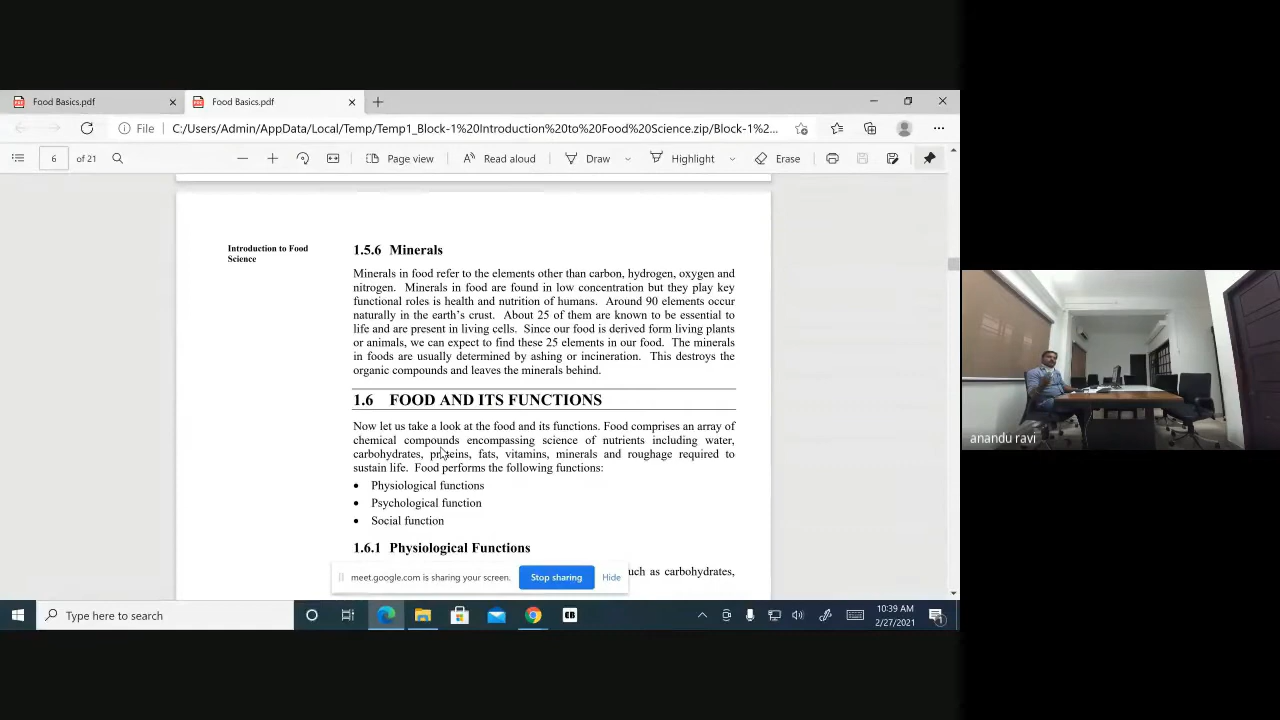 Food Basics.pdf
Food Basics.pdf
File
C:/Users/Admin/AppData/Local/Temp/Temp1_Block-1%20Introduction%20to%20Food%20Science.zip/Block-1%2...
6
of 21
Page view
Read aloud
Draw
Highlight
Erase
Introduction to Food
Science
1.5.6 Minerals
Minerals in food refer to the elements other than carbon, hydrogen, oxygen and
nitrogen. Minerals in food are found in low concentration but they play key
functional roles is health and nutrition of humans. Around 90 elements occur
naturally in the earth's crust. About 25 of them are known to be essential to
life and are present in living cells. Since our food is derived form living plants
or animals, we can expect to find these 25 elements in our food. The minerals
in foods are usually determined by ashing or incineration. This destroys the
organic compounds and leaves the minerals behind.
1.6 FOOD AND ITS FUNCTIONS
Now let us take a look at the food and its functions. Food comprises an array of
chemical compounds encompassing science of nutrients including water,
carbohydrates, proteins, fats, vitamins, minerals and roughage required to
sustain life. Food performs the following functions:
• Physiological functions
• Psychological function
• Social function
1.6.1 Physiological Functions
uch as carbohydrates,
meet.google.com is sharing your screen.
Stop sharing
Hide
anandu ravi
Type here to search
10:39 AM
2/27/2021